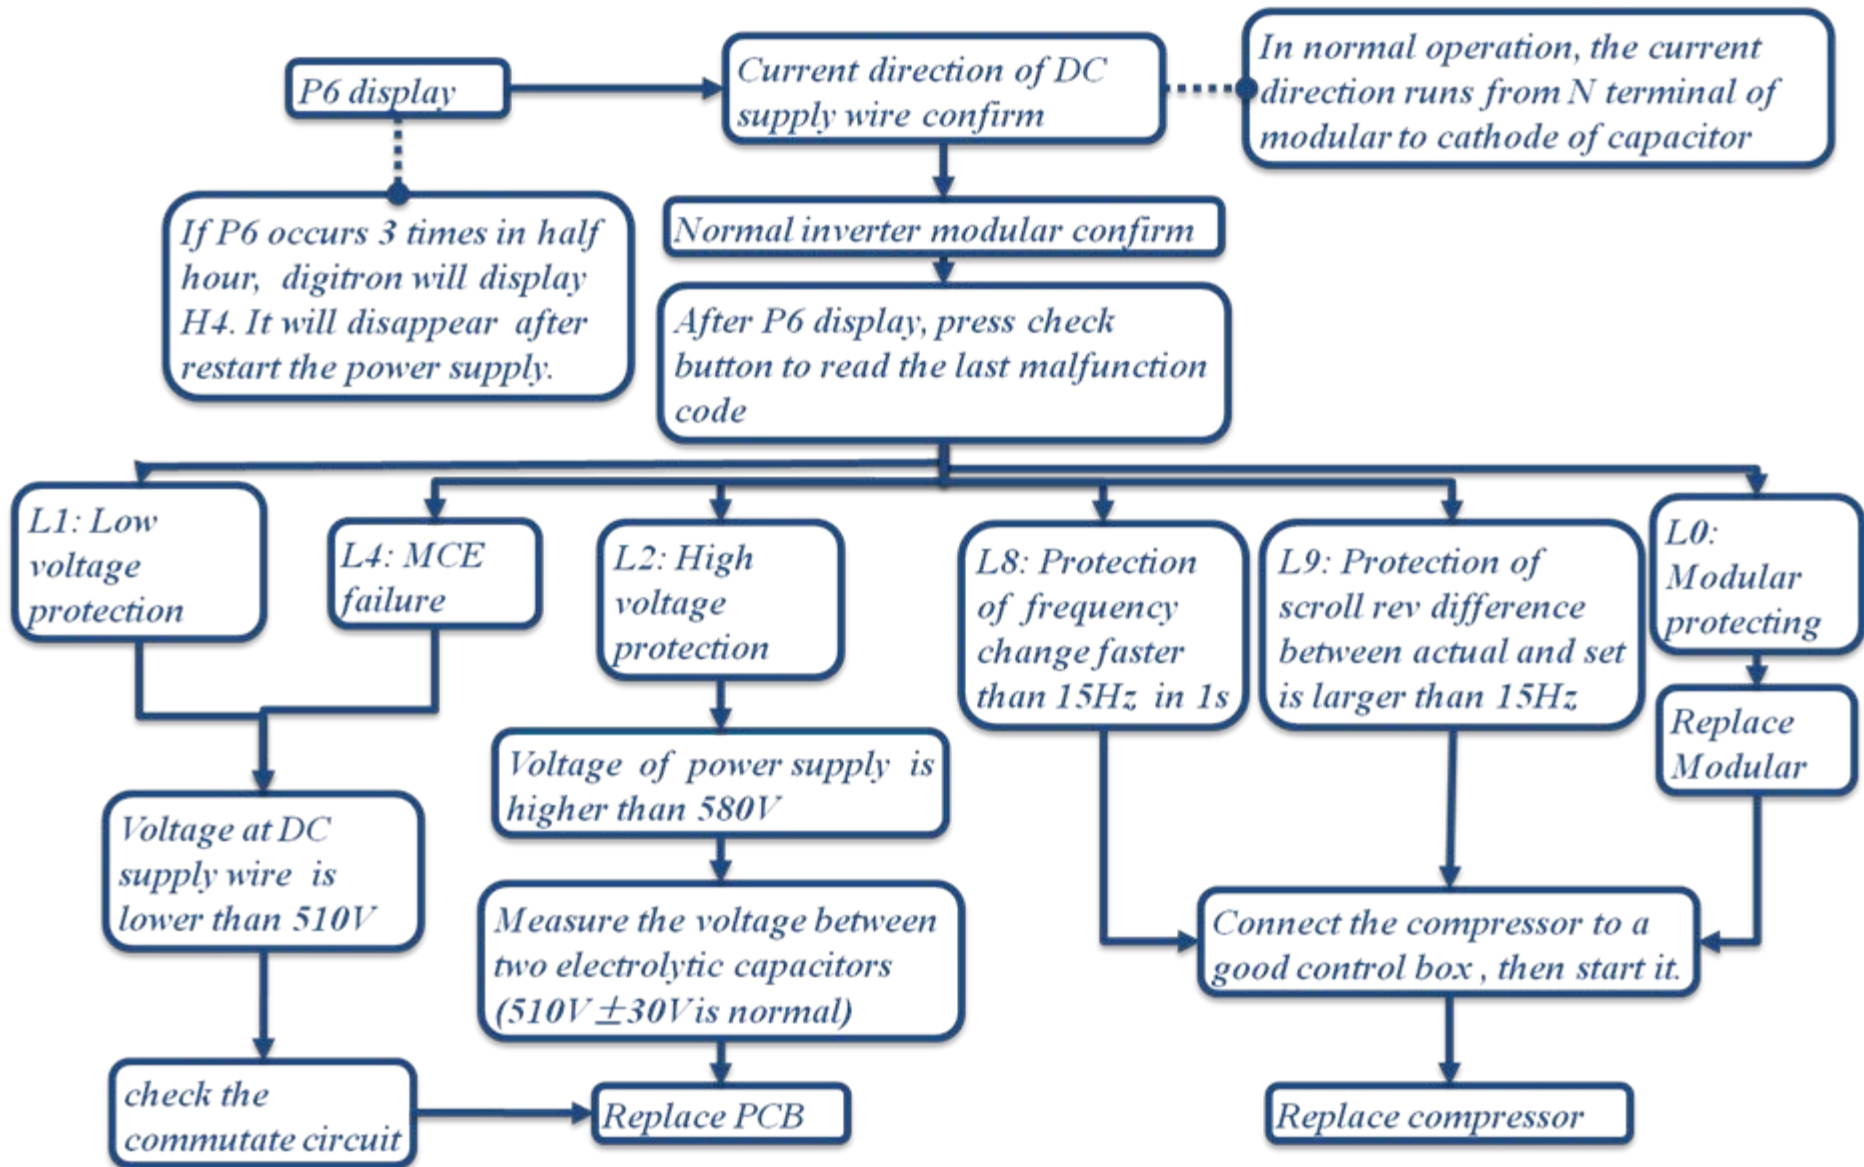 P6 display
Current direction of DC
supply wire confirm
In normal operation, the current
direction runs from N terminal of
modular to cathode of capacitor
If P6 occurs 3 times in half
hour, digitron will display
H4. It will disappear after
restart the power supply.
Normal inverter modular confirm
After P6 display, press check
button to read the last malfunction
code
L1: Low
voltage
protection
L4: MCE
failure
L2: High
voltage
protection
L8: Protection
of frequency
change faster
than 15Hz in 1s
L9: Protection of
scroll rev difference
between actual and set
is larger than 15Hz
L0:
Modular
protecting
Replace
Modular
Voltage at DC
supply wire is
lower than 510V
Voltage of power supply is
higher than 580V
Measure the voltage between
two electrolytic capacitors
(510V ±30V is normal)
Connect the compressor to a
good control box , then start it.
check the
commutate circuit
Replace PCB
Replace compressor